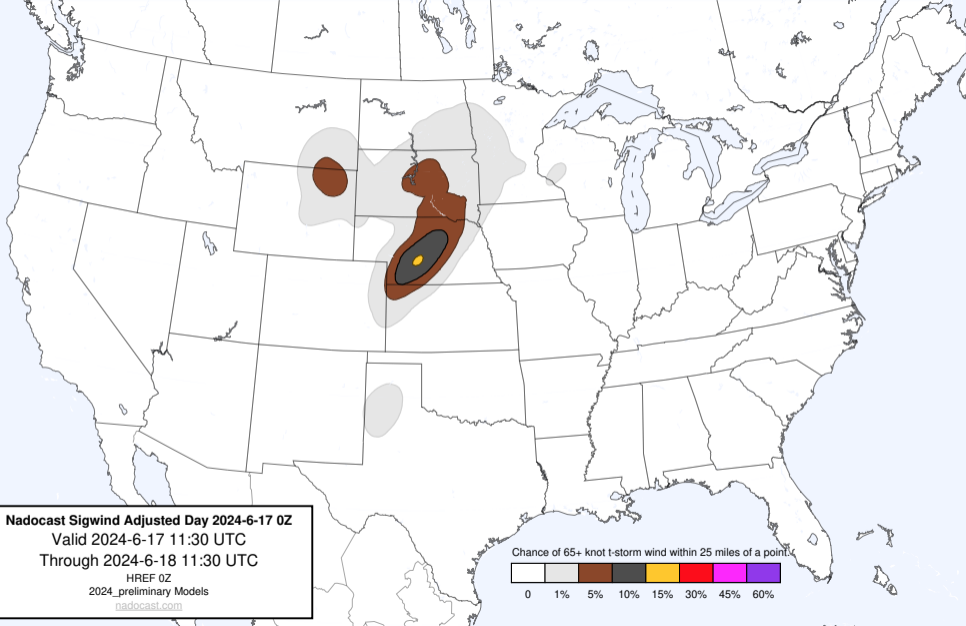 Nadocast Sigwind Adjusted Day 2024-6-17 0Z
Valid 2024-6-17 11:30 UTC
Through 2024-6-18 11:30 UTC
HREF 0Z
2024_preliminary Models
nadocast.com
Chance of 65+ knot t-storm wind within 25 miles of a point.
0 1% 5% 10% 15% 30% 45% 60%